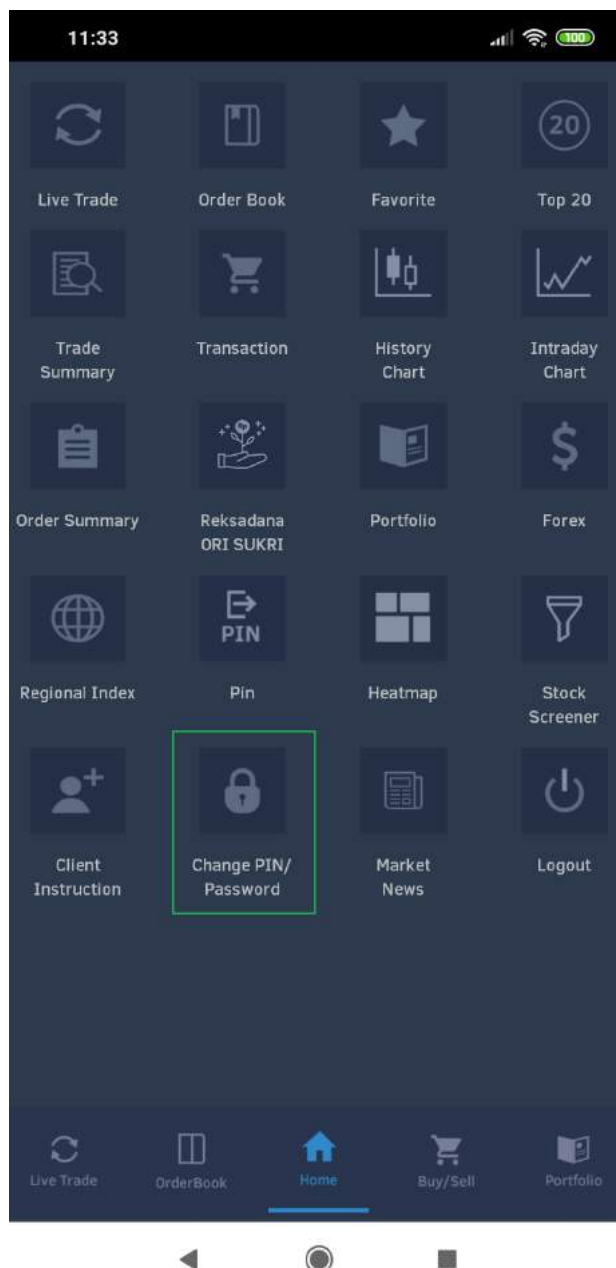 11:33
100
20
Live Trade
Order Book
Favorite
Top 20
Trade
Summary
Transaction
History
Chart
Intraday
Chart
Order Summary
Reksadana
ORI SUKRI
Portfolio
Forex
PIN
Regional Index
Pin
Heatmap
Stock
Screener
Client
Instruction
Change PIN/
Password
Market
News
Logout
Live Trade
OrderBook
Home
Buy/Sell
Portfolio